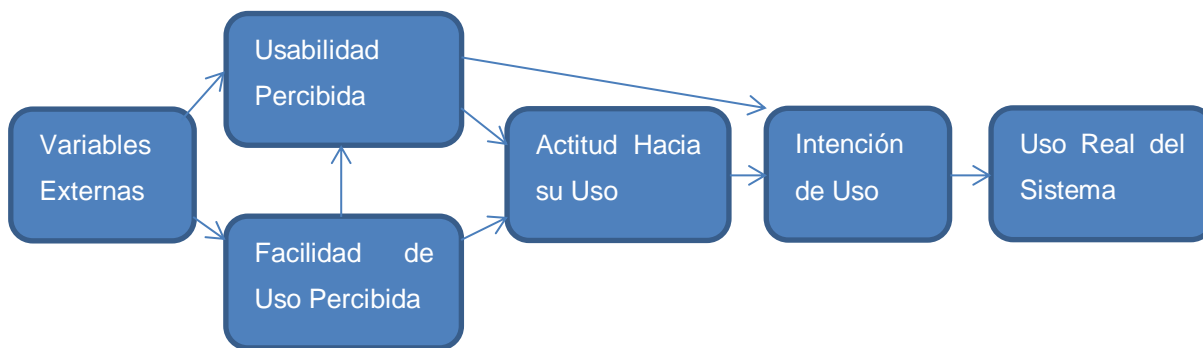 Usabilidad
Percibida
Variables
Externas
Actitud Hacia
su Uso
Intención
de Uso
Uso Real del
Sistema
Facilidad de
Uso Percibida